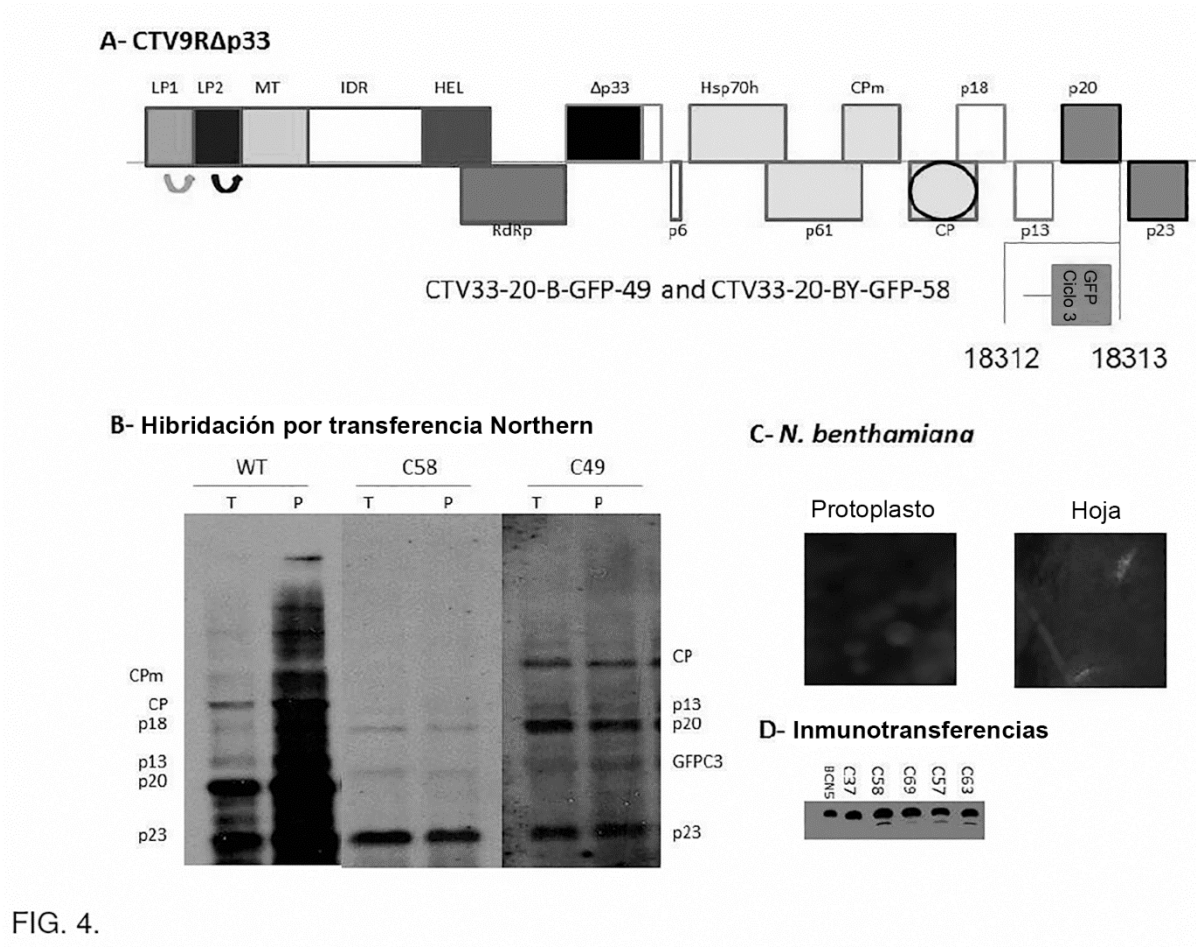 A- CTV9RΔp33
LP1 LP2 MT IDR HEL Δp33 Hsp70h CPm p18 p20
RdRp p6 p61 CP p13 p23
CTV33-20-B-GFP-49 and CTV33-20-BY-GFP-58
GFP
Ciclo 3
18312 18313
B- Hibridación por transferencia Northern
WT C58 C49
T P T P T P
CPm
CP
p18
p13
p20
p23
CP
p13
p20
GFPC3
p23
C- N. benthamiana
Protoplasto Hoja
D- Inmunotransferencias
BCN5 C37 C58 C69 C57 C63
FIG. 4.